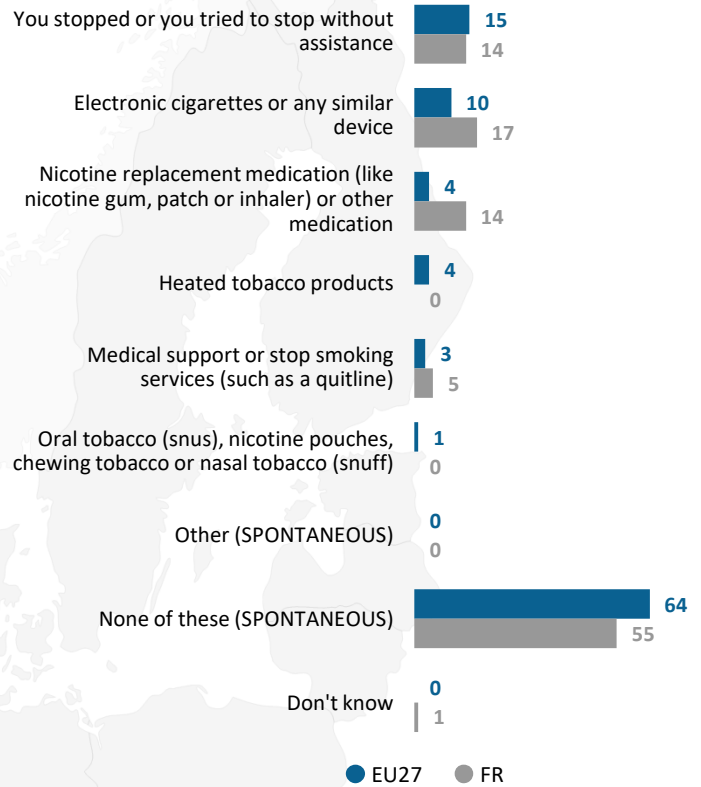 You stopped or you tried to stop without
assistance
15
14
Electronic cigarettes or any similar
device
10
17
Nicotine replacement medication (like
nicotine gum, patch or inhaler) or other
medication
4
14
Heated tobacco products
4
0
Medical support or stop smoking
services (such as a quitline)
3
5
Oral tobacco (snus), nicotine pouches,
chewing tobacco or nasal tobacco (snuff)
1
0
Other (SPONTANEOUS)
0
0
None of these (SPONTANEOUS)
64
55
Don't know
0
1
EU27 FR